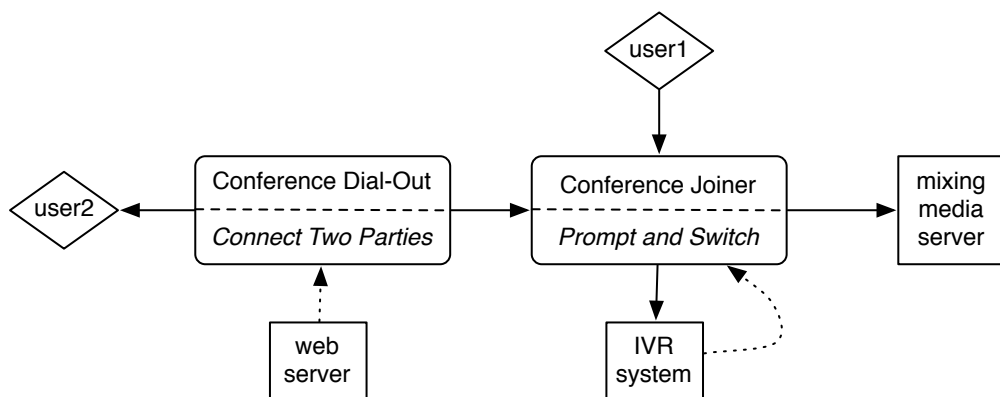 user1
user2
Conference Dial-Out
Connect Two Parties
Conference Joiner
Prompt and Switch
mixing
media
server
web
server
IVR
system